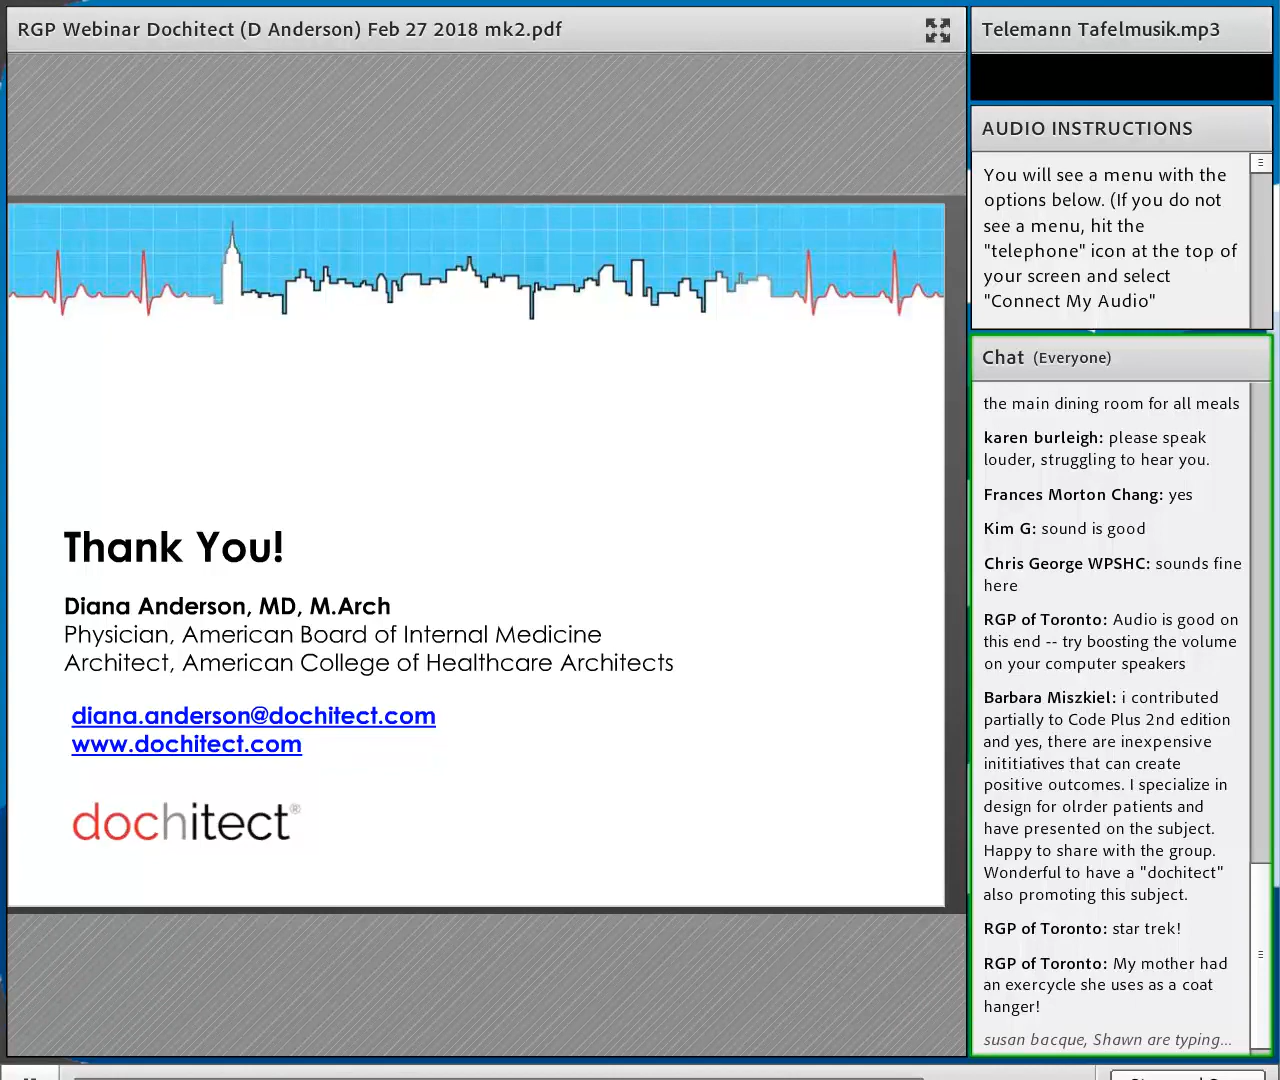 RGP Webinar Dochitect (D Anderson) Feb 27 2018 mk2.pdf
Thank You!
Diana Anderson, MD, M.Arch
Physician, American Board of Internal Medicine
Architect, American College of Healthcare Architects
diana.anderson@dochitect.com
www.dochitect.com
dochitect®
Telemann Tafelmusik.mp3
AUDIO INSTRUCTIONS
You will see a menu with the
options below. (If you do not
see a menu, hit the
"telephone" icon at the top of
your screen and select
"Connect My Audio"
Chat (Everyone)
the main dining room for all meals
karen burleigh: please speak
louder, struggling to hear you.
Frances Morton Chang: yes
Kim G: sound is good
Chris George WPSHC: sounds fine
here
RGP of Toronto: Audio is good on
this end -- try boosting the volume
on your computer speakers
Barbara Miszkiel: i contributed
partially to Code Plus 2nd edition
and yes, there are inexpensive
inititiatives that can create
positive outcomes. I specialize in
design for olrder patients and
have presented on the subject.
Happy to share with the group.
Wonderful to have a "dochitect"
also promoting this subject.
RGP of Toronto: star trek!
RGP of Toronto: My mother had
an exercycle she uses as a coat
hanger!
susan bacque, Shawn are typing...